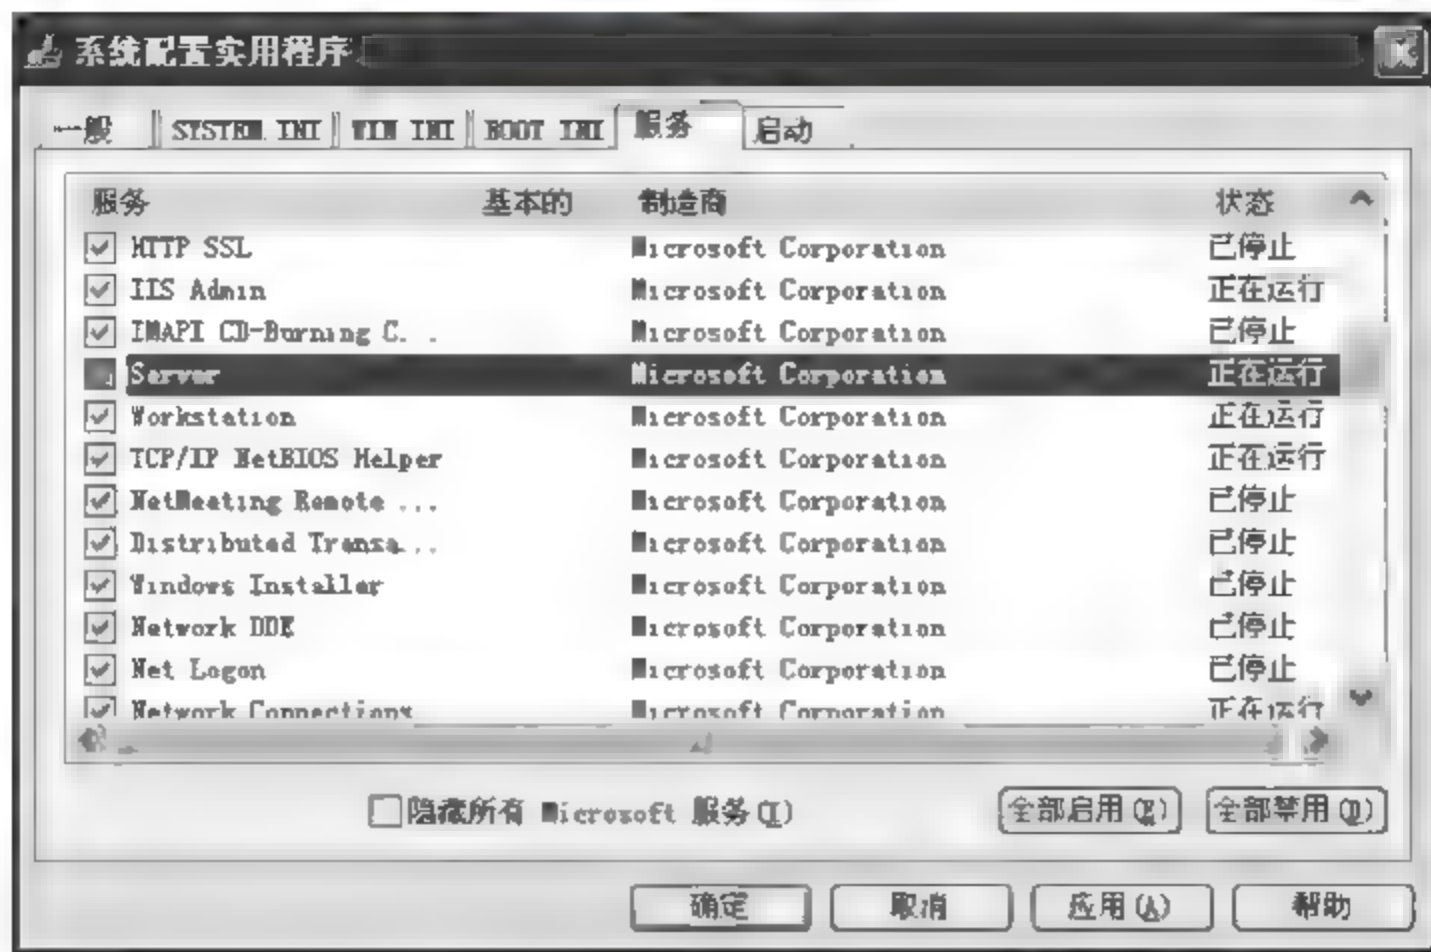 系统配置实用程序
一般 SYSTEM.INI WIN.INI BOOT.INI 服务 启动
服务 基本的 制造商 状态
HTTP SSL Microsoft Corporation 已停止
IIS Admin Microsoft Corporation 正在运行
IMAPI CD-Burning C... Microsoft Corporation 已停止
Server Microsoft Corporation 正在运行
Workstation Microsoft Corporation 正在运行
TCP/IP NetBIOS Helper Microsoft Corporation 正在运行
NetMeeting Remote ... Microsoft Corporation 已停止
Distributed Transa... Microsoft Corporation 已停止
Windows Installer Microsoft Corporation 已停止
Network DDE Microsoft Corporation 已停止
Net Logon Microsoft Corporation 已停止
Network Connections Microsoft Corporation 正在运行
隐藏所有 Microsoft 服务(I) 全部启用(E) 全部禁用(D)
确定 取消 应用(A) 帮助